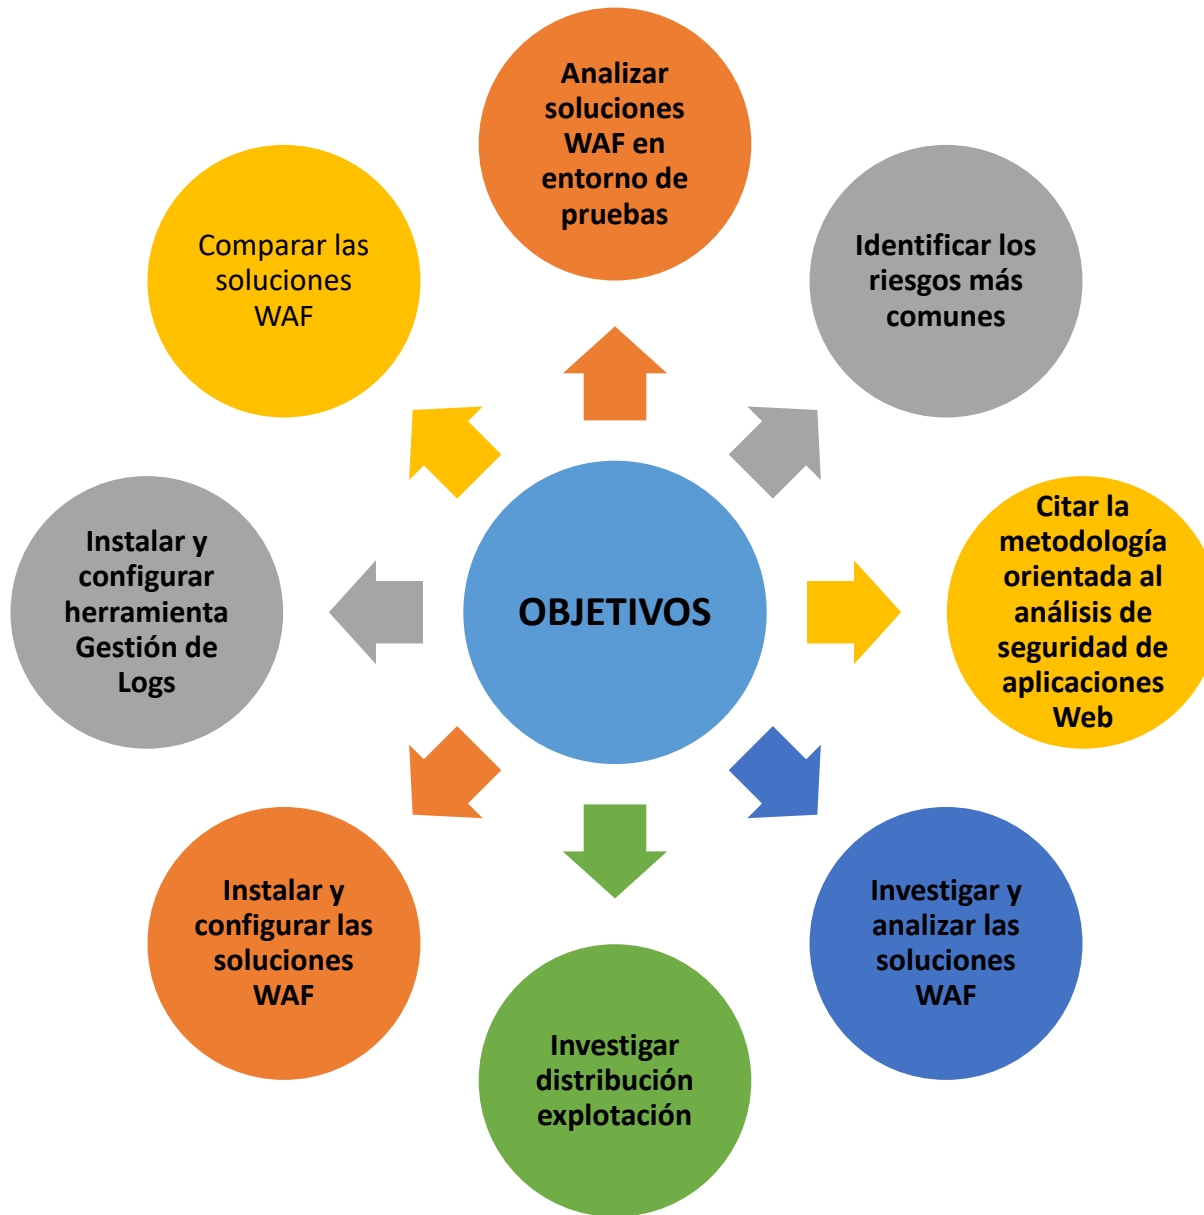 Analizar
soluciones
WAF en
entorno de
pruebas
Identificar los
riesgos más
comunes
Citar la
metodología
orientada al
análisis de
seguridad de
aplicaciones
Web
Investigar y
analizar las
soluciones
WAF
Investigar
distribución
explotación
Instalar y
configurar las
soluciones
WAF
Instalar y
configurar
herramienta
Gestión de
Logs
Comparar las
soluciones
WAF
OBJETIVOS